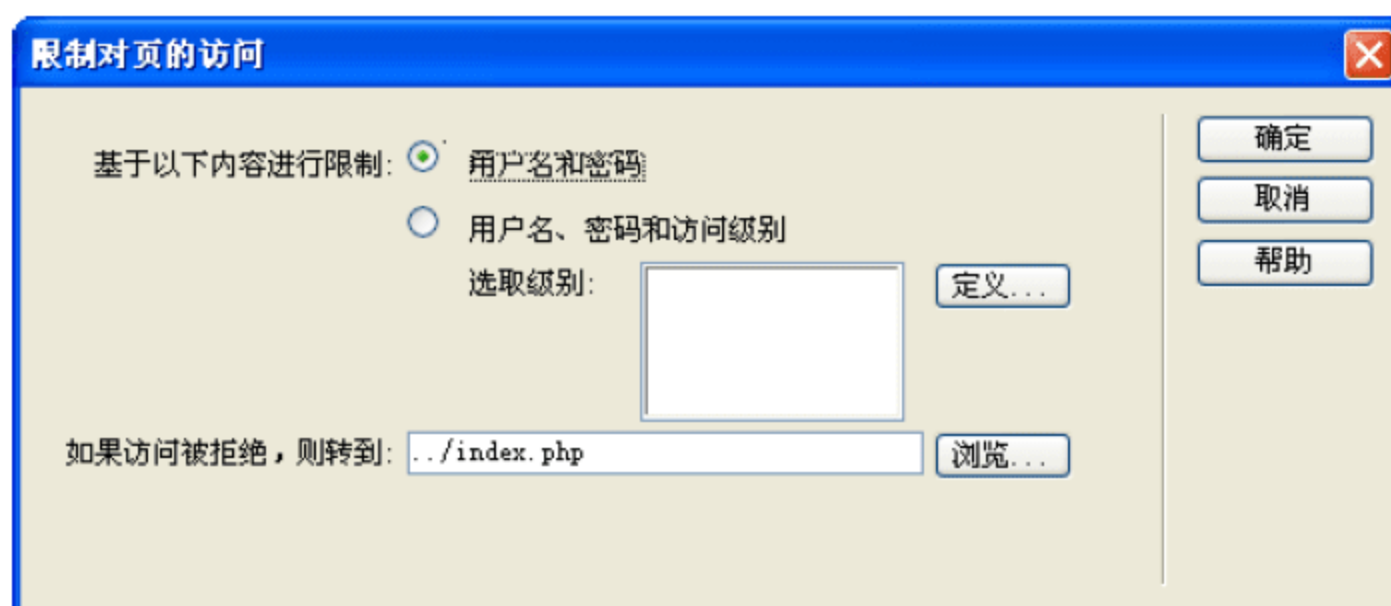 限制对页的访问
基于以下内容进行限制: 用户名和密码
用户名、密码和访问级别
选取级别: 定义...
如果访问被拒绝，则转到: ../index.php 浏览...
确定
取消
帮助